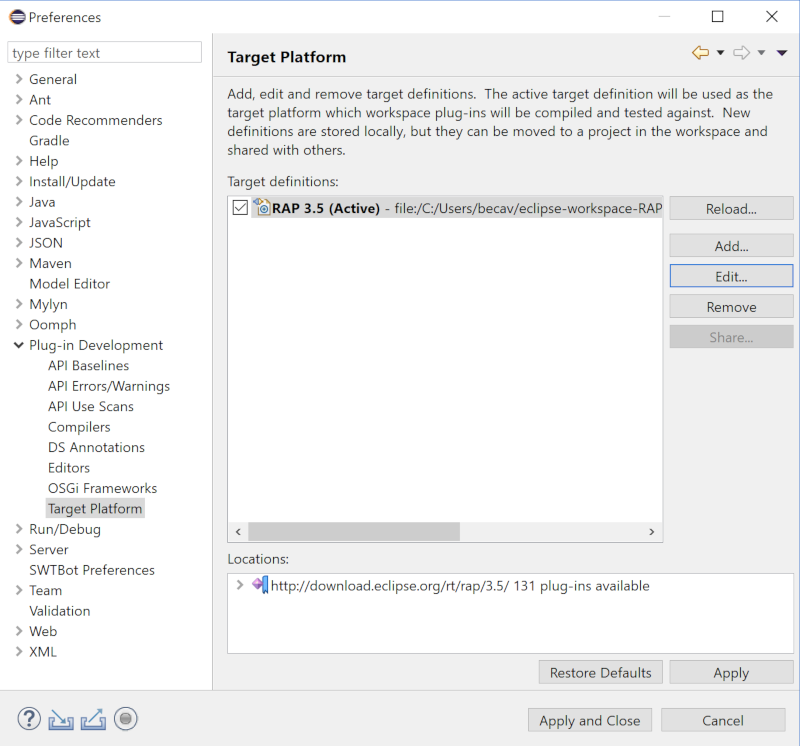 Preferences
type filter text
General
Ant
Code Recommenders
Gradle
Help
Install/Update
Java
JavaScript
JSON
Maven
Model Editor
Mylyn
Oomph
Plug-in Development
API Baselines
API Errors/Warnings
API Use Scans
Compilers
DS Annotations
Editors
OSGi Frameworks
Target Platform
Run/Debug
Server
SWTBot Preferences
Team
Validation
Web
XML
Target Platform
Add, edit and remove target definitions.  The active target definition will be used as the
target platform which workspace plug-ins will be compiled and tested against.  New
definitions are stored locally, but they can be moved to a project in the workspace and
shared with others.
Target definitions:
RAP 3.5 (Active) - file:/C:/Users/becav/eclipse-workspace-RAP
Reload...
Add...
Edit...
Remove
Share...
Locations:
http://download.eclipse.org/rt/rap/3.5/ 131 plug-ins available
Restore Defaults
Apply
?
Apply and Close
Cancel